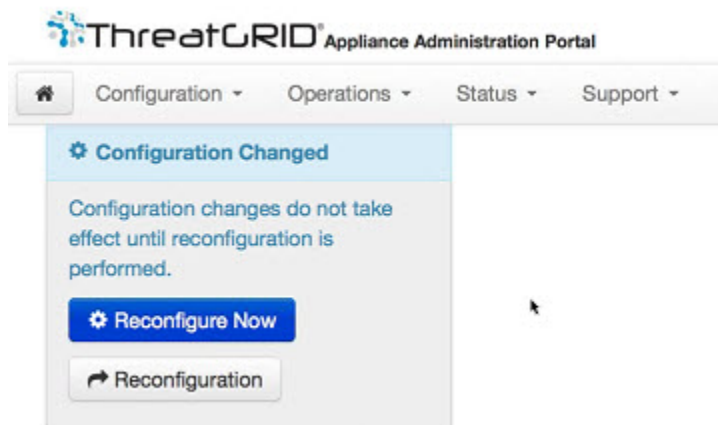 ThreatGRID® Appliance Administration Portal
Configuration Operations Status Support
Configuration Changed
Configuration changes do not take
effect until reconfiguration is
performed.
Reconfigure Now
Reconfiguration